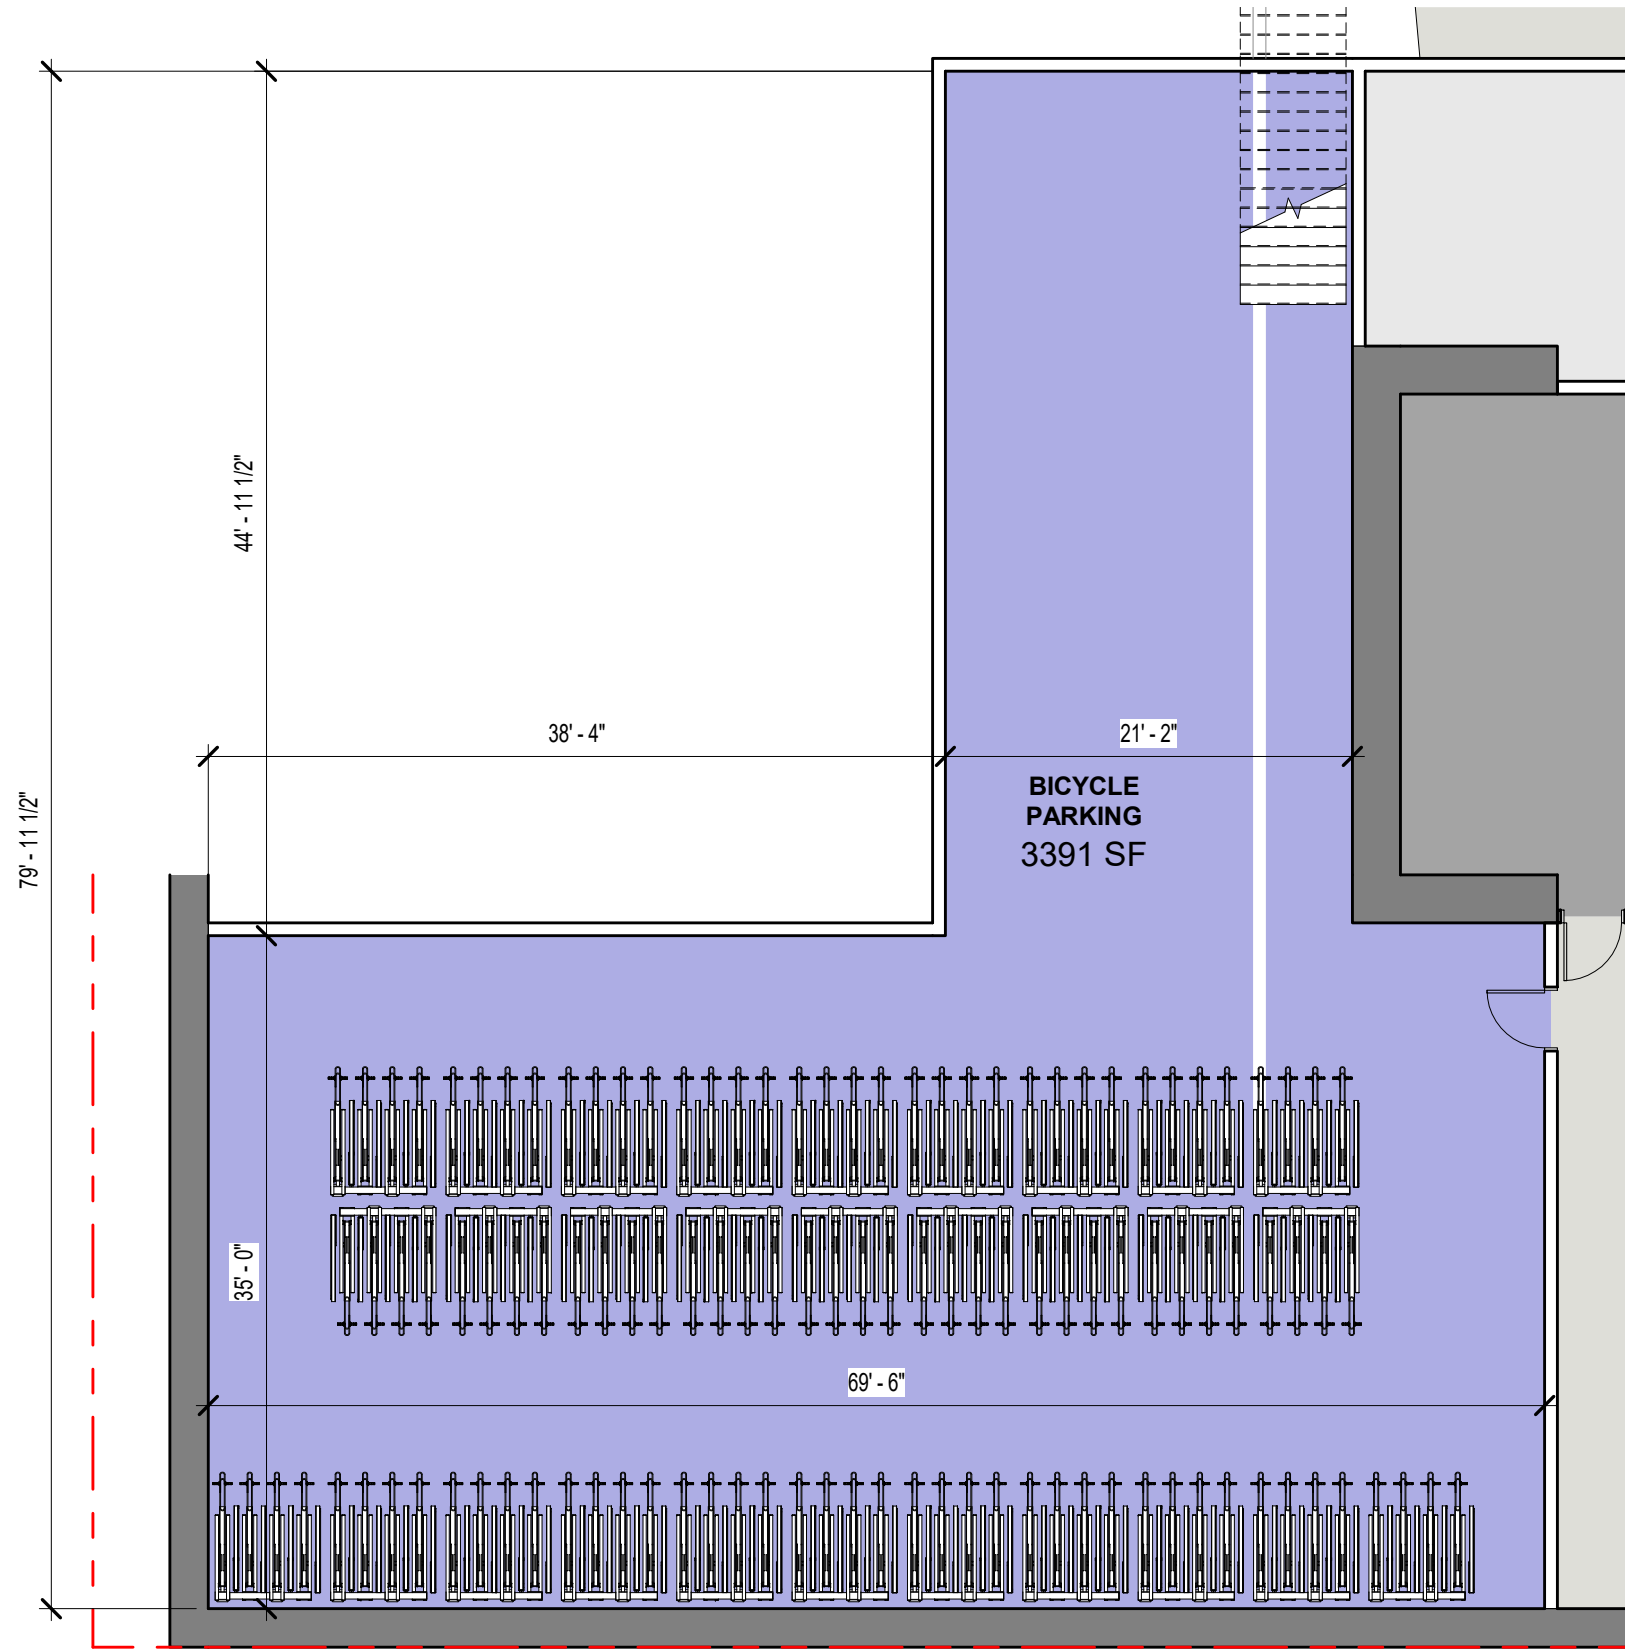 44' - 11 1/2"
38' - 4"
21' - 2"
BICYCLE
PARKING
3391 SF
79' - 11 1/2"
35' - 0"
69' - 6"